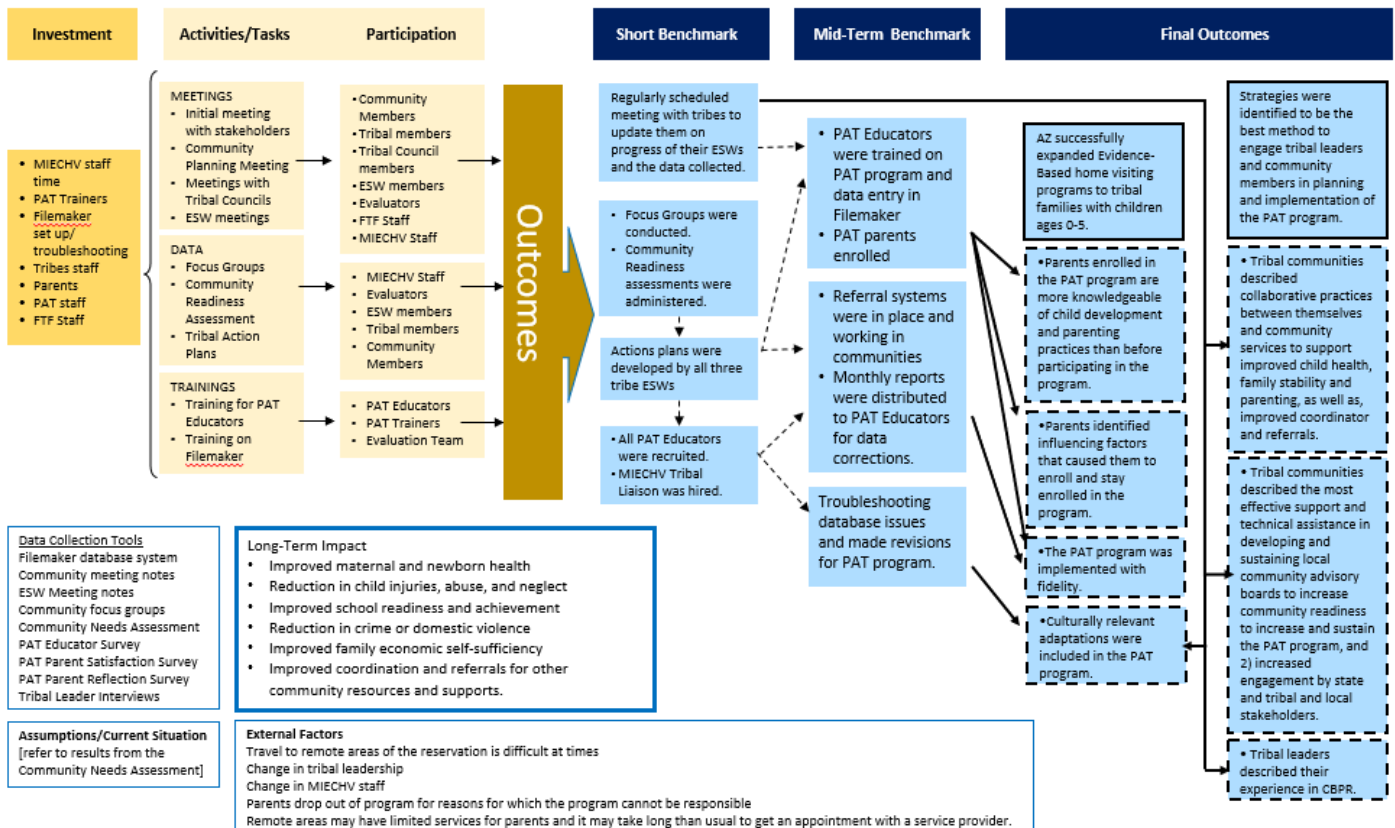 Investment
Activities/Tasks
Participation
Short Benchmark
Mid-Term Benchmark
Final Outcomes
• MIECHV staff
time
• PAT Trainers
• Filemaker
set up/
troubleshooting
• Tribes staff
• Parents
• PAT staff
• FTF Staff
MEETINGS
• Initial meeting
with stakeholders
• Community
Planning Meeting
• Meetings with
Tribal Councils
• ESW meetings
DATA
• Focus Groups
• Community
Readiness
Assessment
• Tribal Action
Plans
TRAININGS
• Training for PAT
Educators
• Training on
Filemaker
• Community
Members
• Tribal members
• Tribal Council
members
• ESW members
• Evaluators
• FTF Staff
• MIECHV Staff
• MIECHV Staff
• Evaluators
• ESW members
• Tribal members
• Community
Members
• PAT Educators
• PAT Trainers
• Evaluation Team
Outcomes
Regularly scheduled
meeting with tribes to
update them on
progress of their ESWs
and the data collected.
• Focus Groups were
conducted.
• Community
Readiness
assessments were
administered.
Actions plans were
developed by all three
tribe ESWs
• All PAT Educators
were recruited.
• MIECHV Tribal
Liaison was hired.
• PAT Educators
were trained on
PAT program and
data entry in
Filemaker
• PAT parents
enrolled
• Referral systems
were in place and
working in
communities
• Monthly reports
were distributed
to PAT Educators
for data
corrections.
Troubleshooting
database issues
and made revisions
for PAT program.
AZ successfully
expanded Evidence-
Based home visiting
programs to tribal
families with children
ages 0-5.
•Parents enrolled
in the PAT program are
more knowledgeable
of child development
and parenting
practices than before
participating in the
program.
•Parents identified
influencing factors
that caused them to
enroll and stay
enrolled in the
program.
•The PAT program was
implemented with
fidelity.
•Culturally relevant
adaptations were
included in the PAT
program.
Strategies were
identified to be the
best method to
engage tribal leaders
and community
members in planning
and implementation
of the PAT program.
• Tribal communities
described
collaborative practices
between themselves
and community
services to support
improved child health,
family stability and
parenting, as well as,
improved coordinator
and referrals.
• Tribal communities
described the most
effective support and
technical assistance in
developing and
sustaining local
community advisory
boards to increase
community readiness
to increase and sustain
the PAT program, and
2) increased
engagement by state
and tribal and local
stakeholders.
• Tribal leaders
described their
experience in CBPR.
Data Collection Tools
Filemaker database system
Community meeting notes
ESW Meeting notes
Community focus groups
Community Needs Assessment
PAT Educator Survey
PAT Parent Satisfaction Survey
PAT Parent Reflection Survey
Tribal Leader Interviews
Long-Term Impact
• Improved maternal and newborn health
• Reduction in child injuries, abuse, and neglect
• Improved school readiness and achievement
• Reduction in crime or domestic violence
• Improved family economic self-sufficiency
• Improved coordination and referrals for other
community resources and supports.
Assumptions/Current Situation
[refer to results from the
Community Needs Assessment]
External Factors
Travel to remote areas of the reservation is difficult at times
Change in tribal leadership
Change in MIECHV staff
Parents drop out of program for reasons for which the program cannot be responsible
Remote areas may have limited services for parents and it may take long than usual to get an appointment with a service provider.